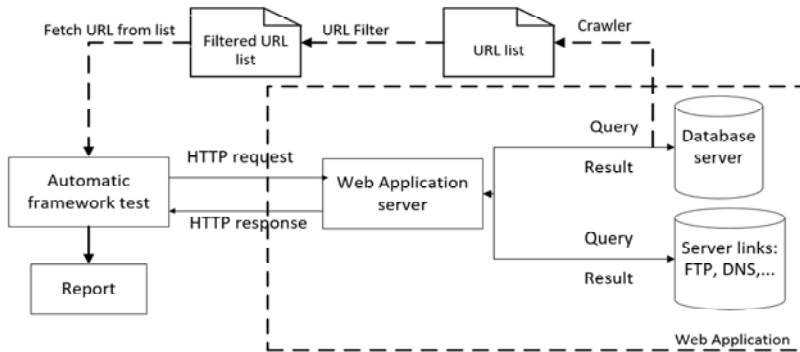 Fetch URL from list
Filtered URL
list
URL Filter
URL list
Crawler
Query
Database
server
Result
HTTP request
Automatic
framework test
Web Application
server
HTTP response
Query
Server links:
FTP, DNS,...
Result
Report
Web Application